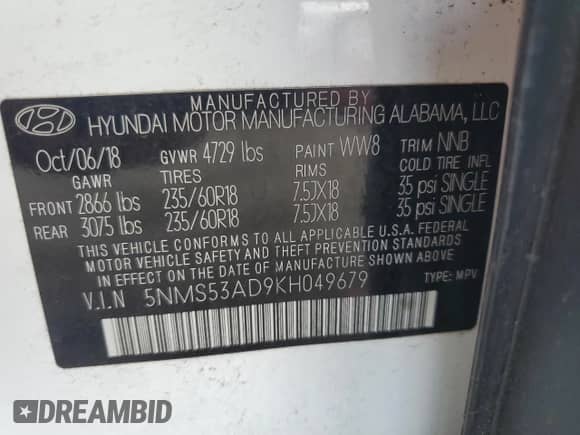 MANUFACTURED BY
HYUNDAI MOTOR MANUFACTURING ALABAMA, LLC
Oct/06/18 GVWR 4729 lbs PAINT WW8 TRIM NNB
GAWR TIRES RIMS COLD TIRE INFL
FRONT 2866 lbs 235/60R18 7.5JX18 35 psi SINGLE
REAR 3075 lbs 235/60R18 7.5JX18 35 psi SINGLE
THIS VEHICLE CONFORMS TO ALL APPLICABLE U.S.A. FEDERAL
MOTOR VEHICLE SAFETY AND THEFT PREVENTION STANDARDS
IN EFFECT ON THE DATE OF MANUFACTURE SHOWN ABOVE.
V.I.N 5NMS53AD9KH049679 TYPE: MPV
DREAMBID